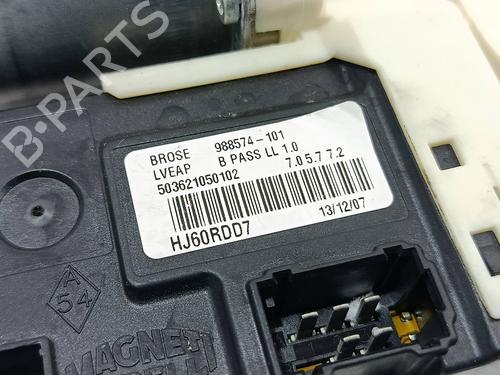 B-PARTS
BROSE 988574-101
LVEAP B PASS LL 1.0
503621050102 7.0 5.7 7.2
13/12/07
HJ60RDD7
A
54
MAGNETI